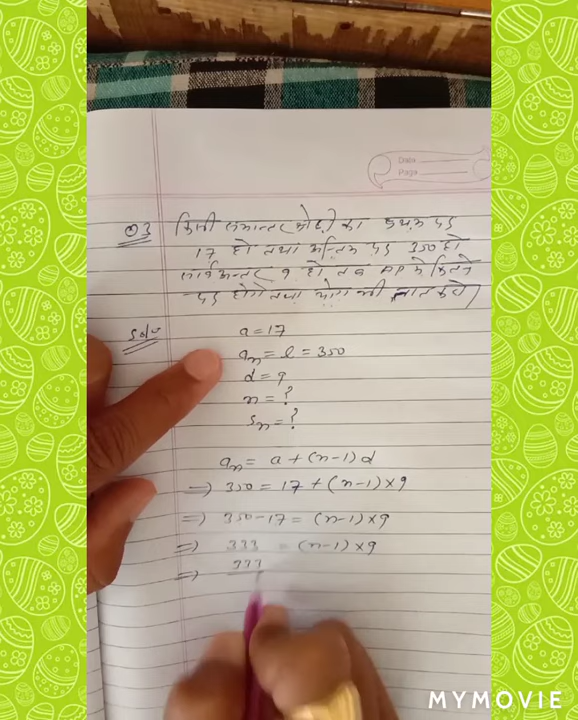 Date
Page
Q3 किसी समान्तर श्रेढ़ी का प्रथम पद
17 हो तथा अन्तिम पद 350 हो
सार्वअन्तर 9 हो तब AP में कितने
पद होंगे तथा योग भी ज्ञात करो
Solv
a = 17
an = l = 350
d = 9
n = ?
Sn = ?
an = a + (n-1) d
=) 350 = 17 + (n-1) × 9
=) 350-17 = (n-1) × 9
=) 333 = (n-1) × 9
=) 333
MYMOVIE